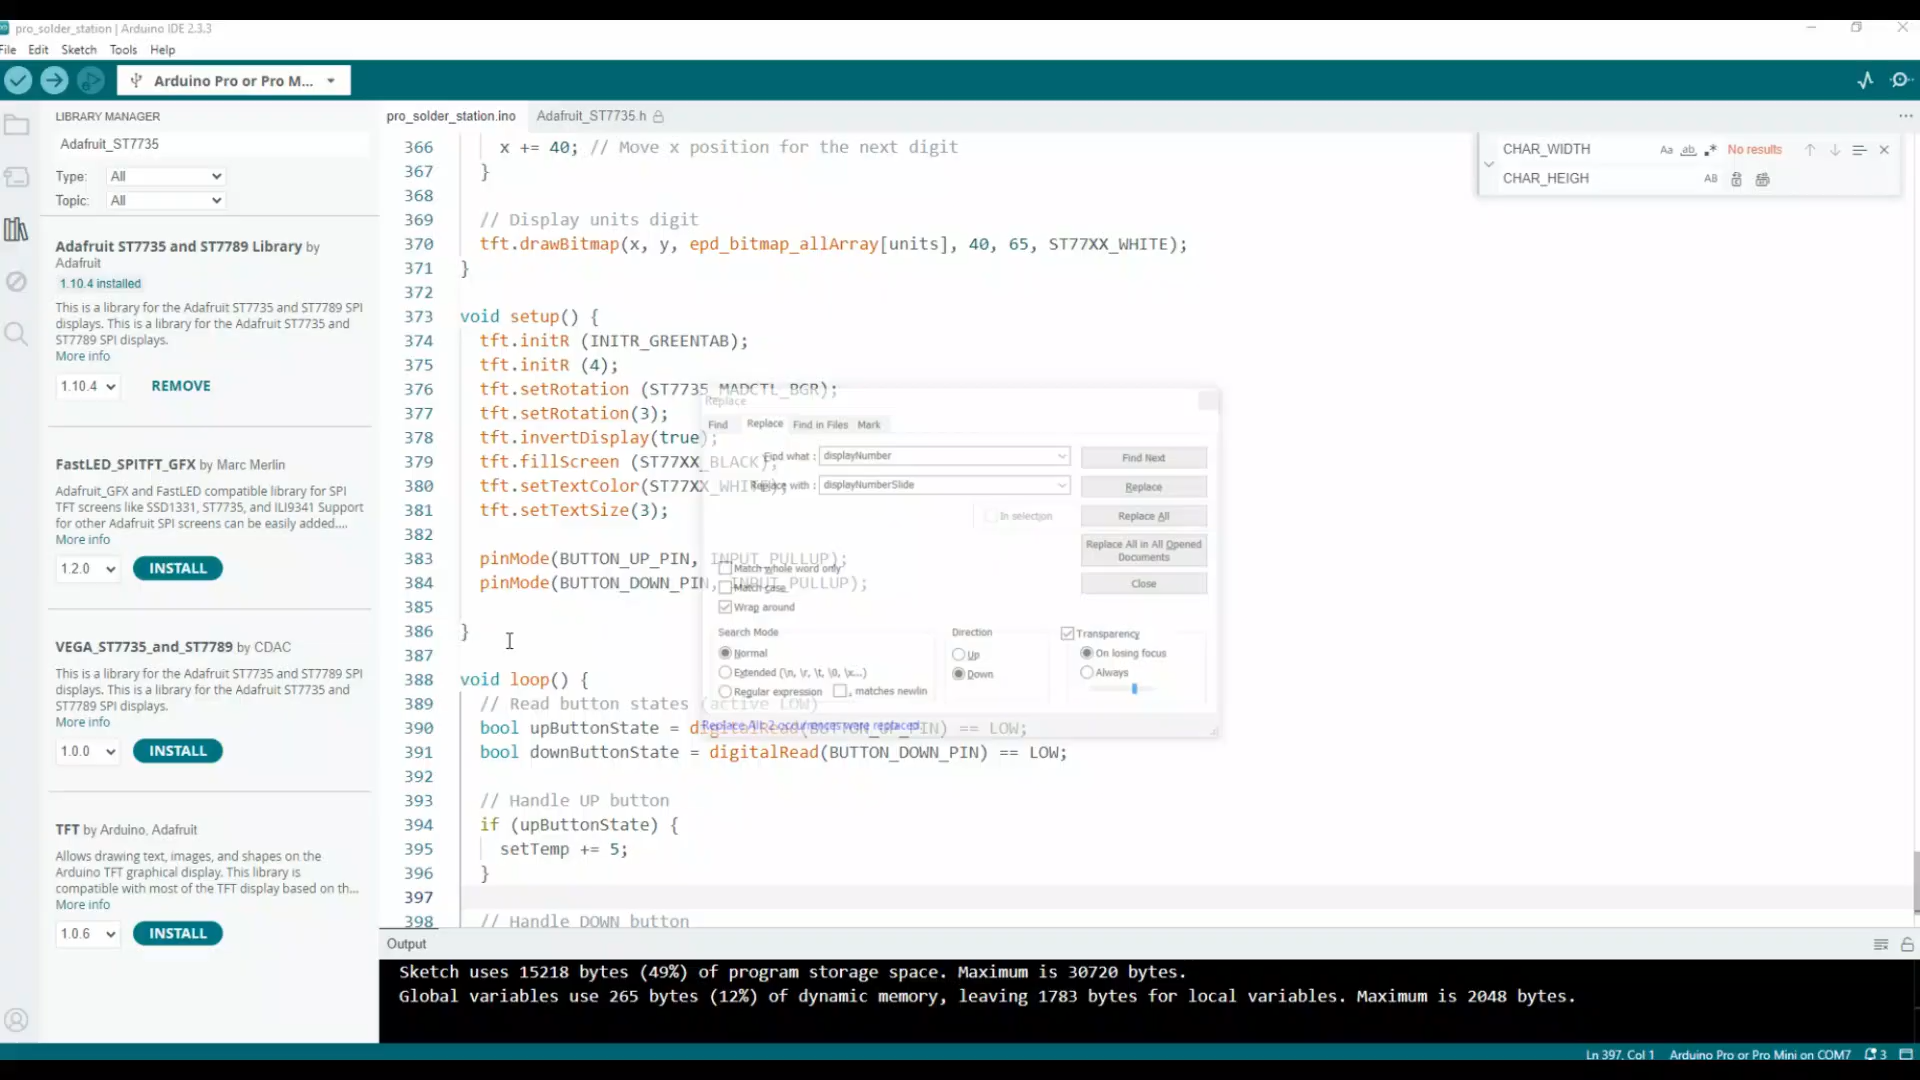 pro_solder_station | Arduino IDE 2.3.3
File Edit Sketch Tools Help
Arduino Pro or Pro M...
LIBRARY MANAGER
Adafruit_ST7735
Type: All
Topic: All
Adafruit ST7735 and ST7789 Library by
Adafruit
1.10.4 installed
This is a library for the Adafruit ST7735 and ST7789 SPI
displays. This is a library for the Adafruit ST7735 and
ST7789 SPI displays.
More info
1.10.4 REMOVE
FastLED_SPITFT_GFX by Marc Merlin
Adafruit_GFX and FastLED compatible library for SPI
TFT screens like SSD1331, ST7735, and ILI9341 Support
for other Adafruit SPI screens can be easily added....
More info
1.2.0 INSTALL
VEGA_ST7735_and_ST7789 by CDAC
This is a library for the Adafruit ST7735 and ST7789 SPI
displays. This is a library for the Adafruit ST7735 and
ST7789 SPI displays.
More info
1.0.0 INSTALL
TFT by Arduino, Adafruit
Allows drawing text, images, and shapes on the
Arduino TFT graphical display. This library is
compatible with most of the TFT display based on th...
More info
1.0.6 INSTALL
pro_solder_station.ino Adafruit_ST7735.h
366 x += 40; // Move x position for the next digit
367 }
368
369 // Display units digit
370 tft.drawBitmap(x, y, epd_bitmap_allArray[units], 40, 65, ST77XX_WHITE);
371 }
372
373 void setup() {
374 tft.initR (INITR_GREENTAB);
375 tft.initR (4);
376 tft.setRotation (ST7735_MADCTL_BGR);
377 tft.setRotation(3);
378 tft.invertDisplay(true);
379 tft.fillScreen (ST77XX_BLACK);
380 tft.setTextColor(ST77XX_WHITE);
381 tft.setTextSize(3);
382
383 pinMode(BUTTON_UP_PIN, INPUT_PULLUP);
384 pinMode(BUTTON_DOWN_PIN, INPUT_PULLUP);
385
386 }
387
388 void loop() {
389 // Read button states (active LOW)
390 bool upButtonState = digitalRead(BUTTON_UP_PIN) == LOW;
391 bool downButtonState = digitalRead(BUTTON_DOWN_PIN) == LOW;
392
393 // Handle UP button
394 if (upButtonState) {
395 setTemp += 5;
396 }
397
398 // Handle DOWN button
CHAR_WIDTH Aa ab No results
CHAR_HEIGH AB
Replace
Find Replace Find in Files Mark
Find what : displayNumber Find Next
Replace with : displayNumberSlide Replace
In selection Replace All
Replace All in All Opened
Documents
Match whole word only
Match case Close
Wrap around
Search Mode Direction Transparency
Normal Up On losing focus
Extended (\n, \r, \t, \0, \x...) Down Always
Regular expression . matches newlin
Replace All: 2 occurrences were replaced
Output
Sketch uses 15218 bytes (49%) of program storage space. Maximum is 30720 bytes.
Global variables use 265 bytes (12%) of dynamic memory, leaving 1783 bytes for local variables. Maximum is 2048 bytes.
Ln 397, Col 1 Arduino Pro or Pro Mini on COM7 3